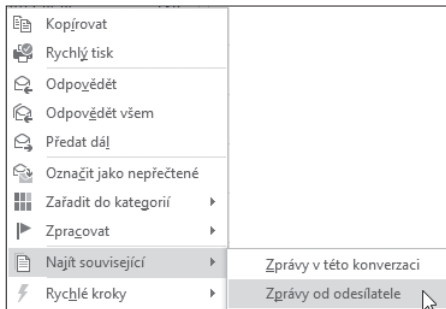 Kopírovat
Rychlý tisk
Odpovědět
Odpovědět všem
Předat dál
Označit jako nepřečtené
Zařadit do kategorií
Zpracovat
Najít související
Zprávy v této konverzaci
Rychlé kroky
Zprávy od odesílatele